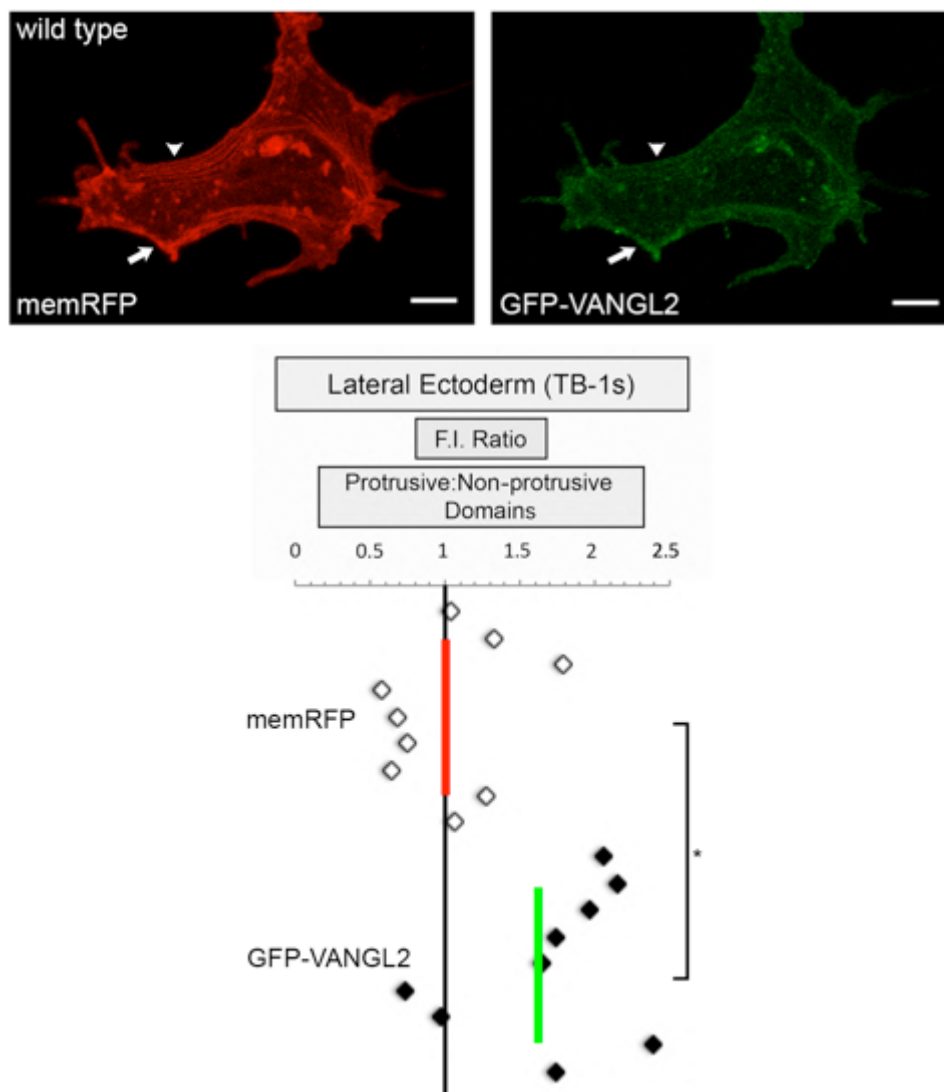 wild type
memRFP
GFP-VANGL2
Lateral Ectoderm (TB-1s)
F.I. Ratio
Protrusive:Non-protrusive
Domains
0 0.5 1 1.5 2 2.5
memRFP
*
GFP-VANGL2